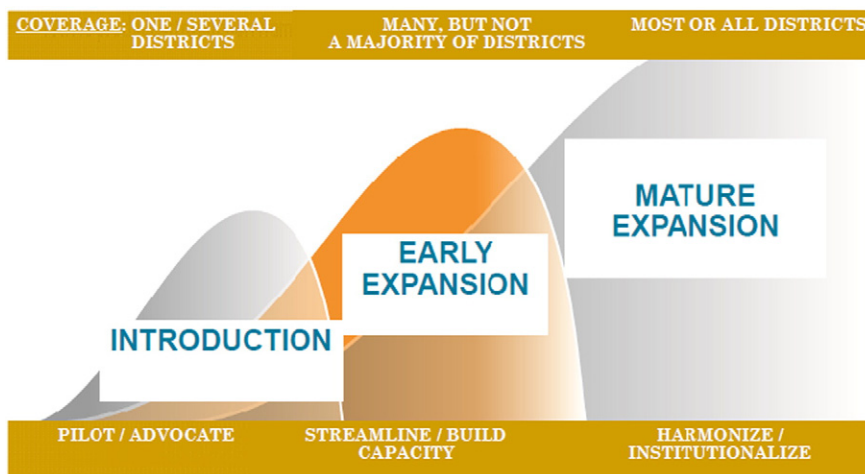 COVERAGE: ONE / SEVERAL
DISTRICTS
MANY, BUT NOT
A MAJORITY OF DISTRICTS
MOST OR ALL DISTRICTS
INTRODUCTION
EARLY
EXPANSION
MATURE
EXPANSION
PILOT / ADVOCATE
STREAMLINE / BUILD
CAPACITY
HARMONIZE /
INSTITUTIONALIZE